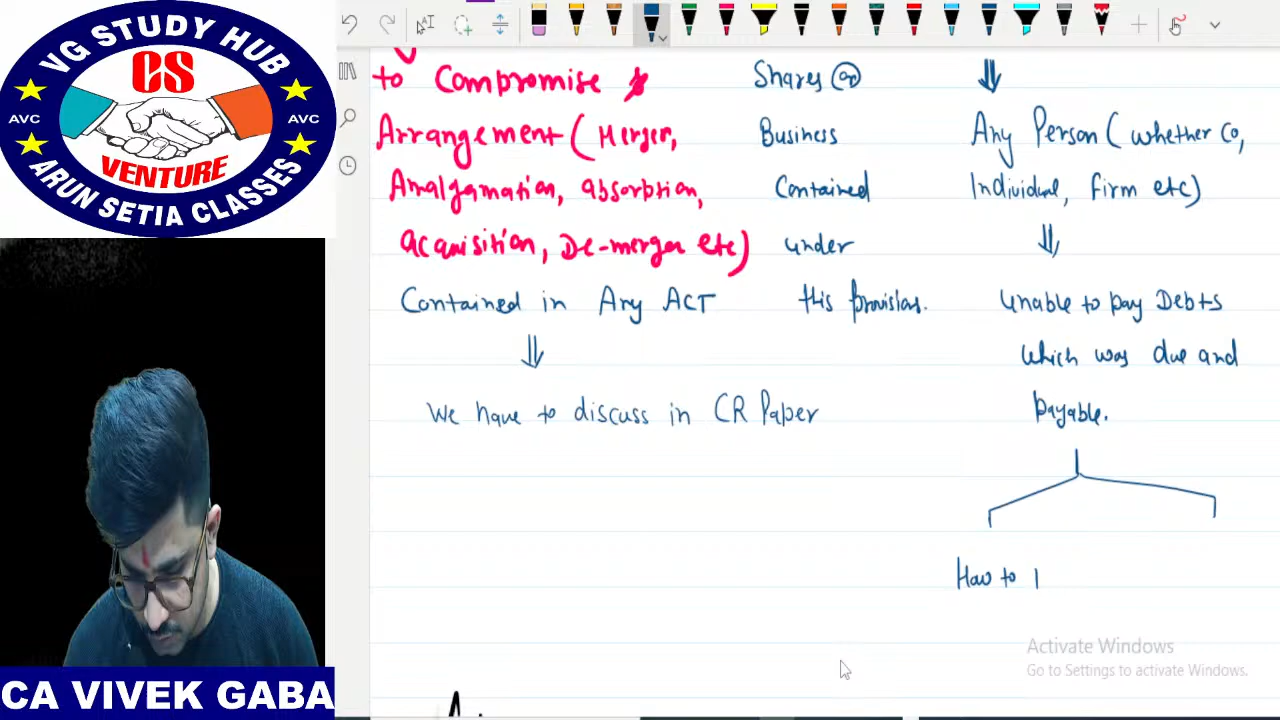 VG STUDY HUB
CS
AVC
AVC
VENTURE
ARUN SETIA CLASSES
CA VIVEK GABA
to Compromise &
Arrangement (Merger,
Amalgamation, absorption,
acquisition, De-merger etc)
Contained in Any ACT
We have to discuss in CR Paper
Shares or
Business
Contained
under
this provision.
Any Person (whether Co,
Individual, firm etc)
Unable to pay Debts
which was due and
payable.
How to
Activate Windows
Go to Settings to activate Windows.